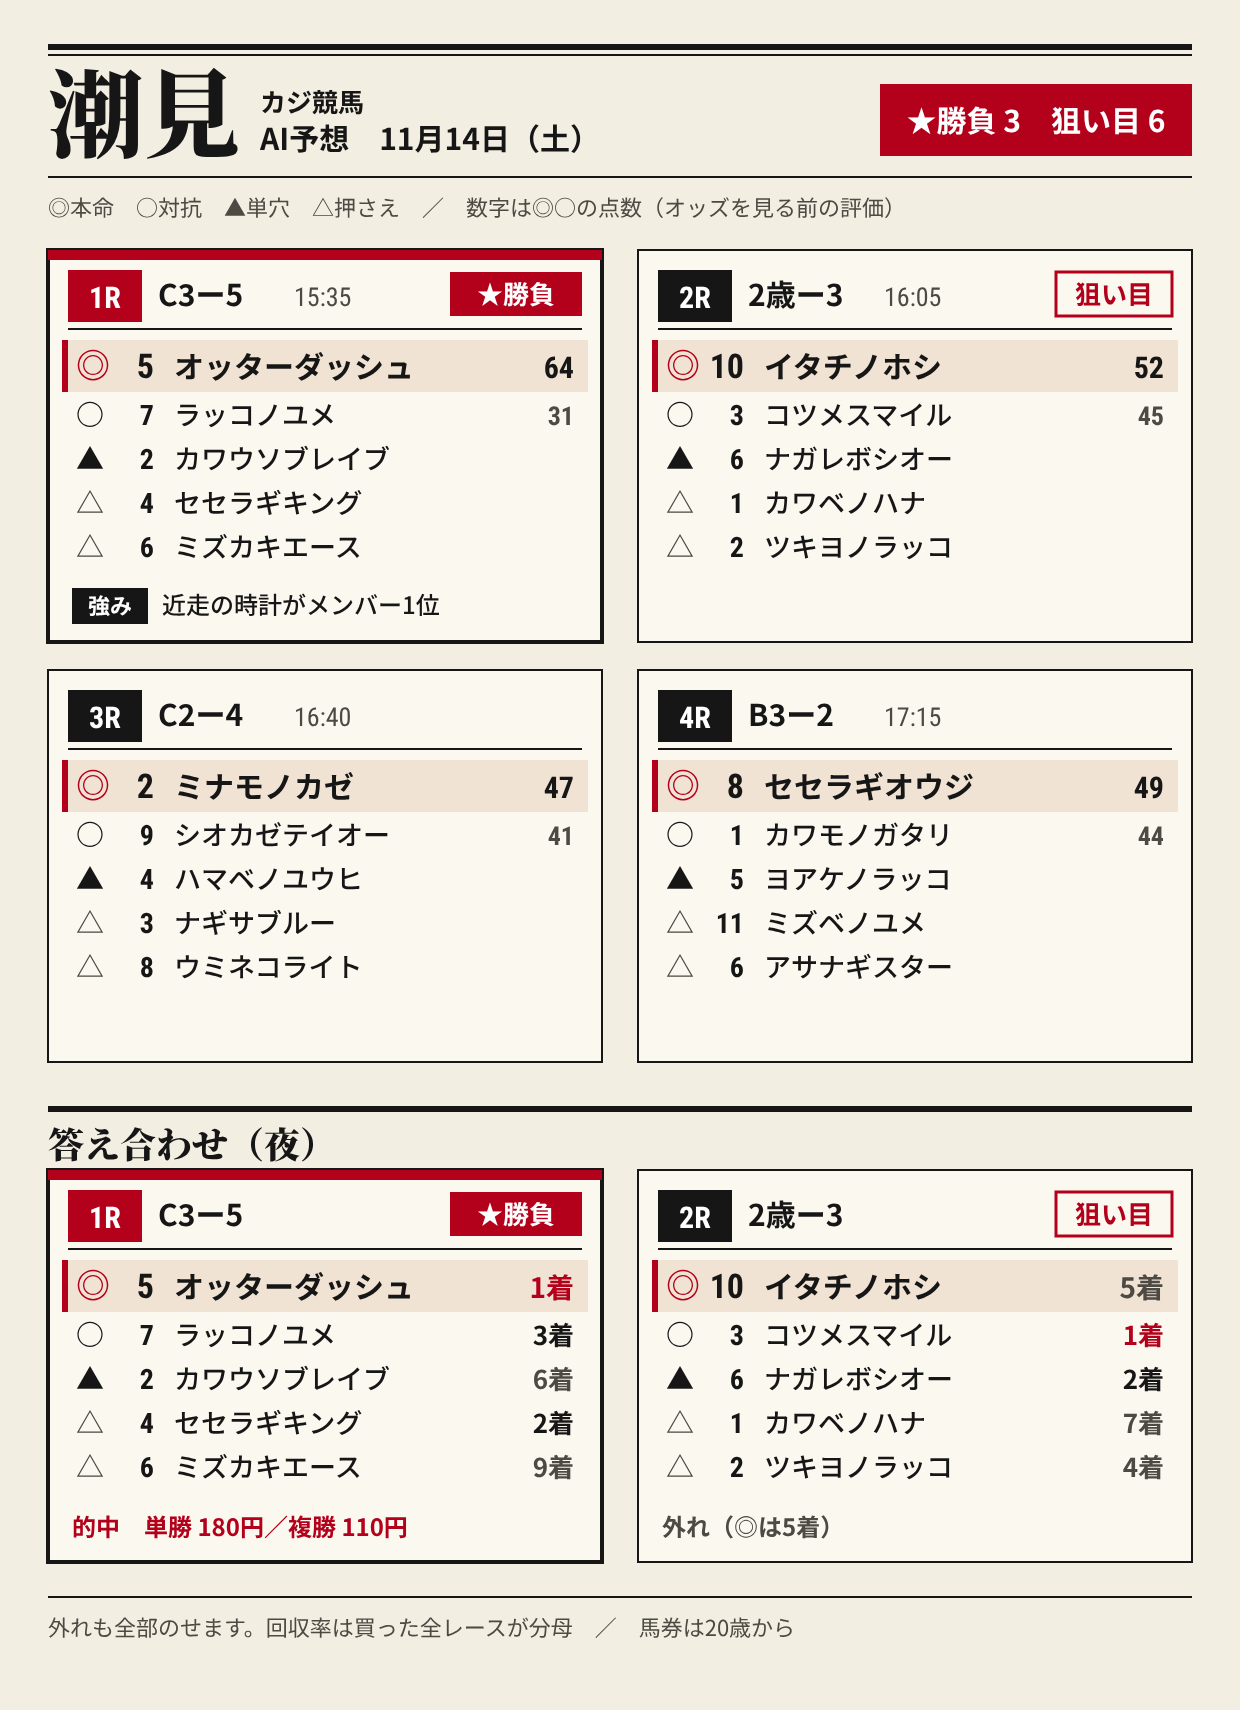 潮見
カジ競馬
AI予想　11月14日（土）
★勝負 3　狙い目 6
◎本命　○対抗　▲単穴　△押さえ　／　数字は◎○の点数（オッズを見る前の評価）
1R C3ー5 15:35 ★勝負
◎ 5 オッターダッシュ 64
○ 7 ラッコノユメ 31
▲ 2 カワウソブレイブ
△ 4 セセラギキング
△ 6 ミズカキエース
強み 近走の時計がメンバー1位
2R 2歳ー3 16:05 狙い目
◎ 10 イタチノホシ 52
○ 3 コツメスマイル 45
▲ 6 ナガレボシオー
△ 1 カワベノハナ
△ 2 ツキヨノラッコ
3R C2ー4 16:40
◎ 2 ミナモノカゼ 47
○ 9 シオカゼテイオー 41
▲ 4 ハマベノユウヒ
△ 3 ナギサブルー
△ 8 ウミネコライト
4R B3ー2 17:15
◎ 8 セセラギオウジ 49
○ 1 カワモノガタリ 44
▲ 5 ヨアケノラッコ
△ 11 ミズベノユメ
△ 6 アサナギスター
答え合わせ（夜）
1R C3ー5 ★勝負
◎ 5 オッターダッシュ 1着
○ 7 ラッコノユメ 3着
▲ 2 カワウソブレイブ 6着
△ 4 セセラギキング 2着
△ 6 ミズカキエース 9着
的中　単勝 180円／複勝 110円
2R 2歳ー3 狙い目
◎ 10 イタチノホシ 5着
○ 3 コツメスマイル 1着
▲ 6 ナガレボシオー 2着
△ 1 カワベノハナ 7着
△ 2 ツキヨノラッコ 4着
外れ（◎は5着）
外れも全部のせます。回収率は買った全レースが分母　／　馬券は20歳から